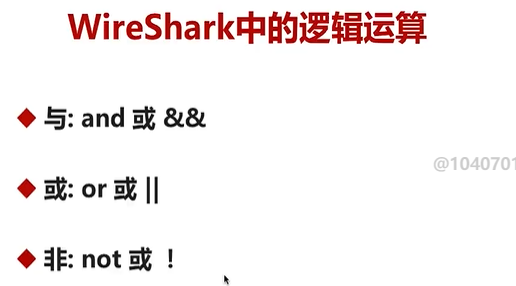 WireShark中的逻辑运算
◆ 与: and 或 &&
@1040701
◆ 或: or 或 ||
◆ 非: not 或 ！